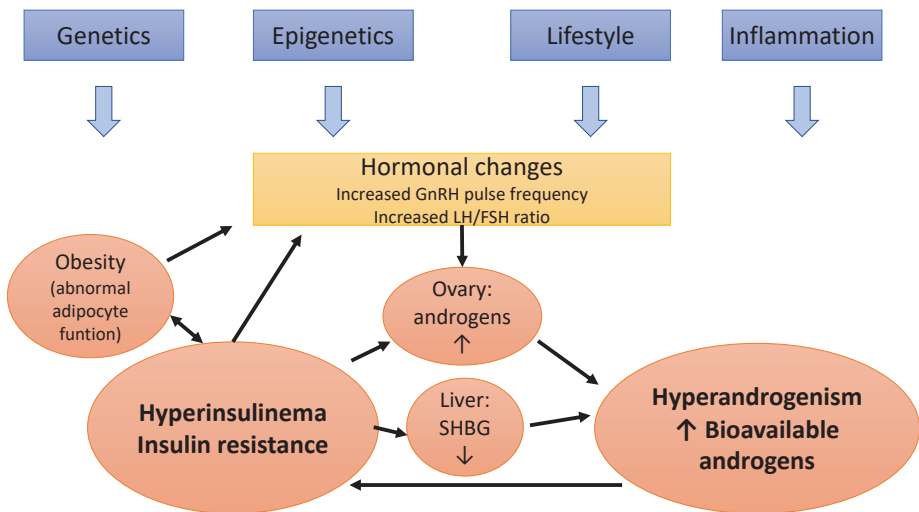 Genetics
Epigenetics
Lifestyle
Inflammation
Hormonal changes
Increased GnRH pulse frequency
Increased LH/FSH ratio
Obesity
(abnormal
adipocyte
funtion)
Ovary:
androgens
↑
Hyperinsulinema
Insulin resistance
Liver:
SHBG
↓
Hyperandrogenism
↑ Bioavailable
androgens